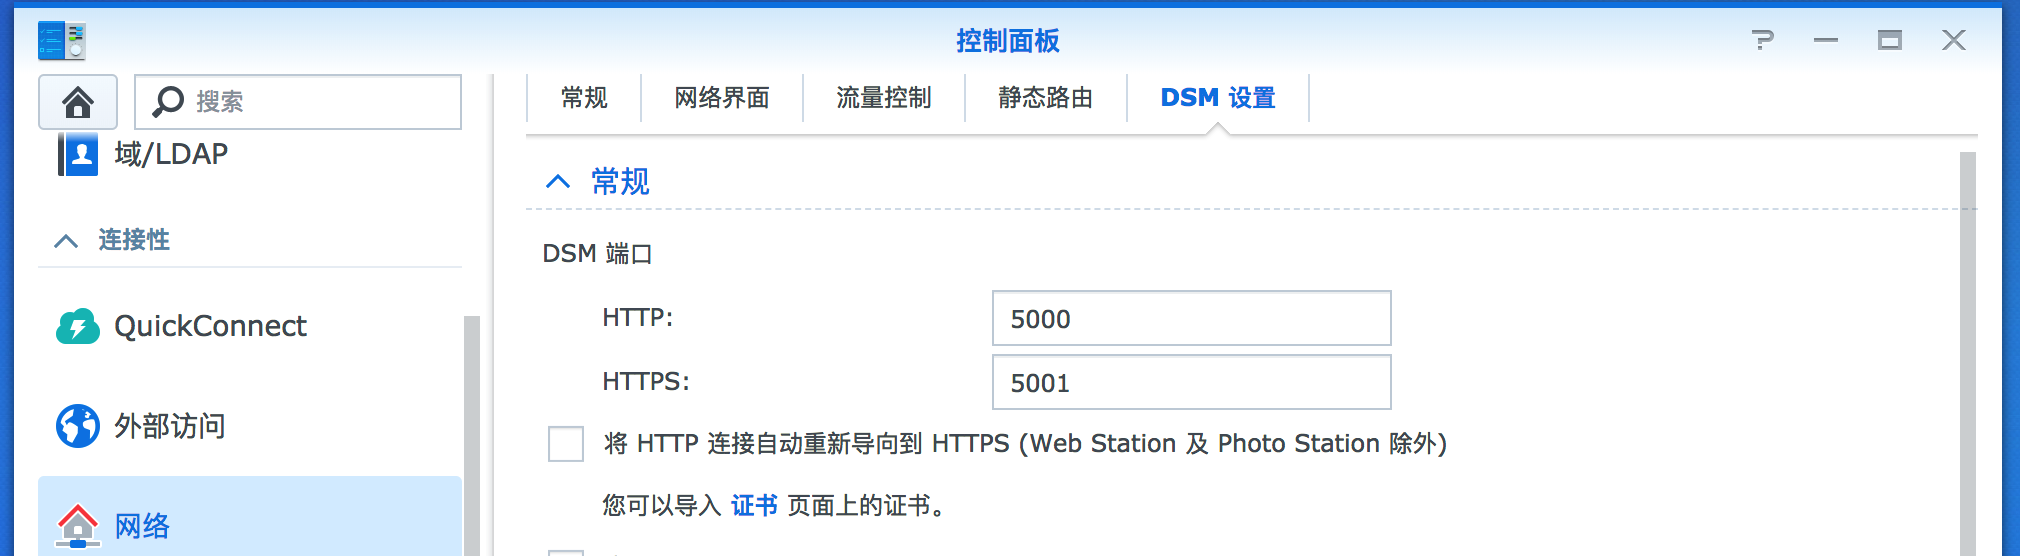 控制面板
搜索
域/LDAP
连接性
QuickConnect
外部访问
网络
常规 网络界面 流量控制 静态路由 DSM 设置
常规
DSM 端口
HTTP: 5000
HTTPS: 5001
将 HTTP 连接自动重新导向到 HTTPS (Web Station 及 Photo Station 除外)
您可以导入 证书 页面上的证书。